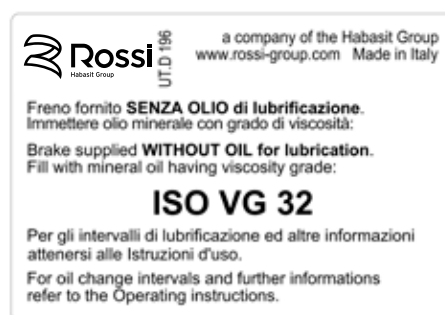 Rossi
Habasit Group
UT.D 196
a company of the Habasit Group
www.rossi-group.com Made in Italy
Freno fornito SENZA OLIO di lubrificazione.
Immettere olio minerale con grado di viscosità:
Brake supplied WITHOUT OIL for lubrication.
Fill with mineral oil having viscosity grade:
ISO VG 32
Per gli intervalli di lubrificazione ed altre informazioni
attenersi alle Istruzioni d'uso.
For oil change intervals and further informations
refer to the Operating instructions.